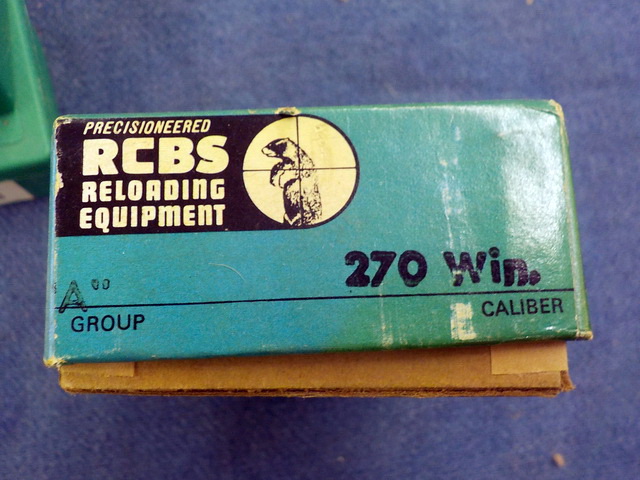 PRECISIONEERED
RCBS
RELOADING
EQUIPMENT
270 Win.
A
GROUP
CALIBER